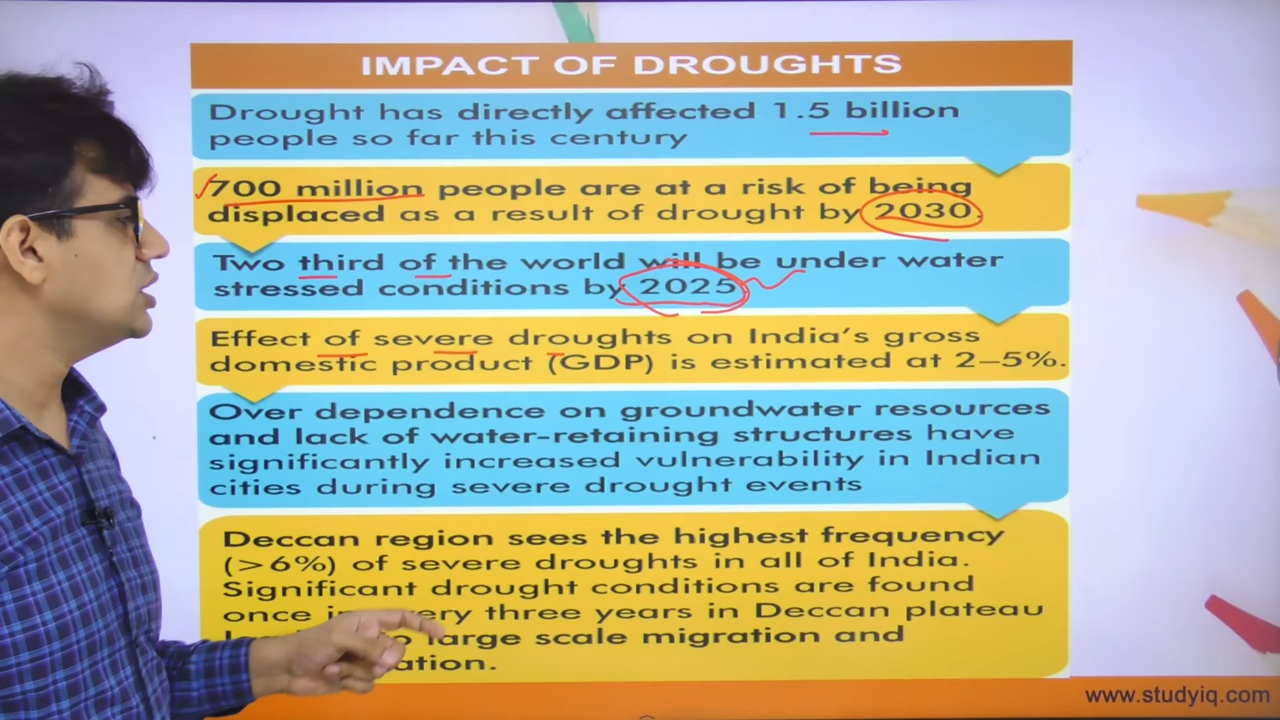 IMPACT OF DROUGHTS
Drought has directly affected 1.5 billion
people so far this century
700 million people are at a risk of being
displaced as a result of drought by 2030.
Two third of the world will be under water
stressed conditions by 2025
Effect of severe droughts on India's gross
domestic product (GDP) is estimated at 2–5%.
Over dependence on groundwater resources
and lack of water-retaining structures have
significantly increased vulnerability in Indian
cities during severe drought events
Deccan region sees the highest frequency
(>6%) of severe droughts in all of India.
Significant drought conditions are found
once in every three years in Deccan plateau
large scale migration and
www.studyiq.com